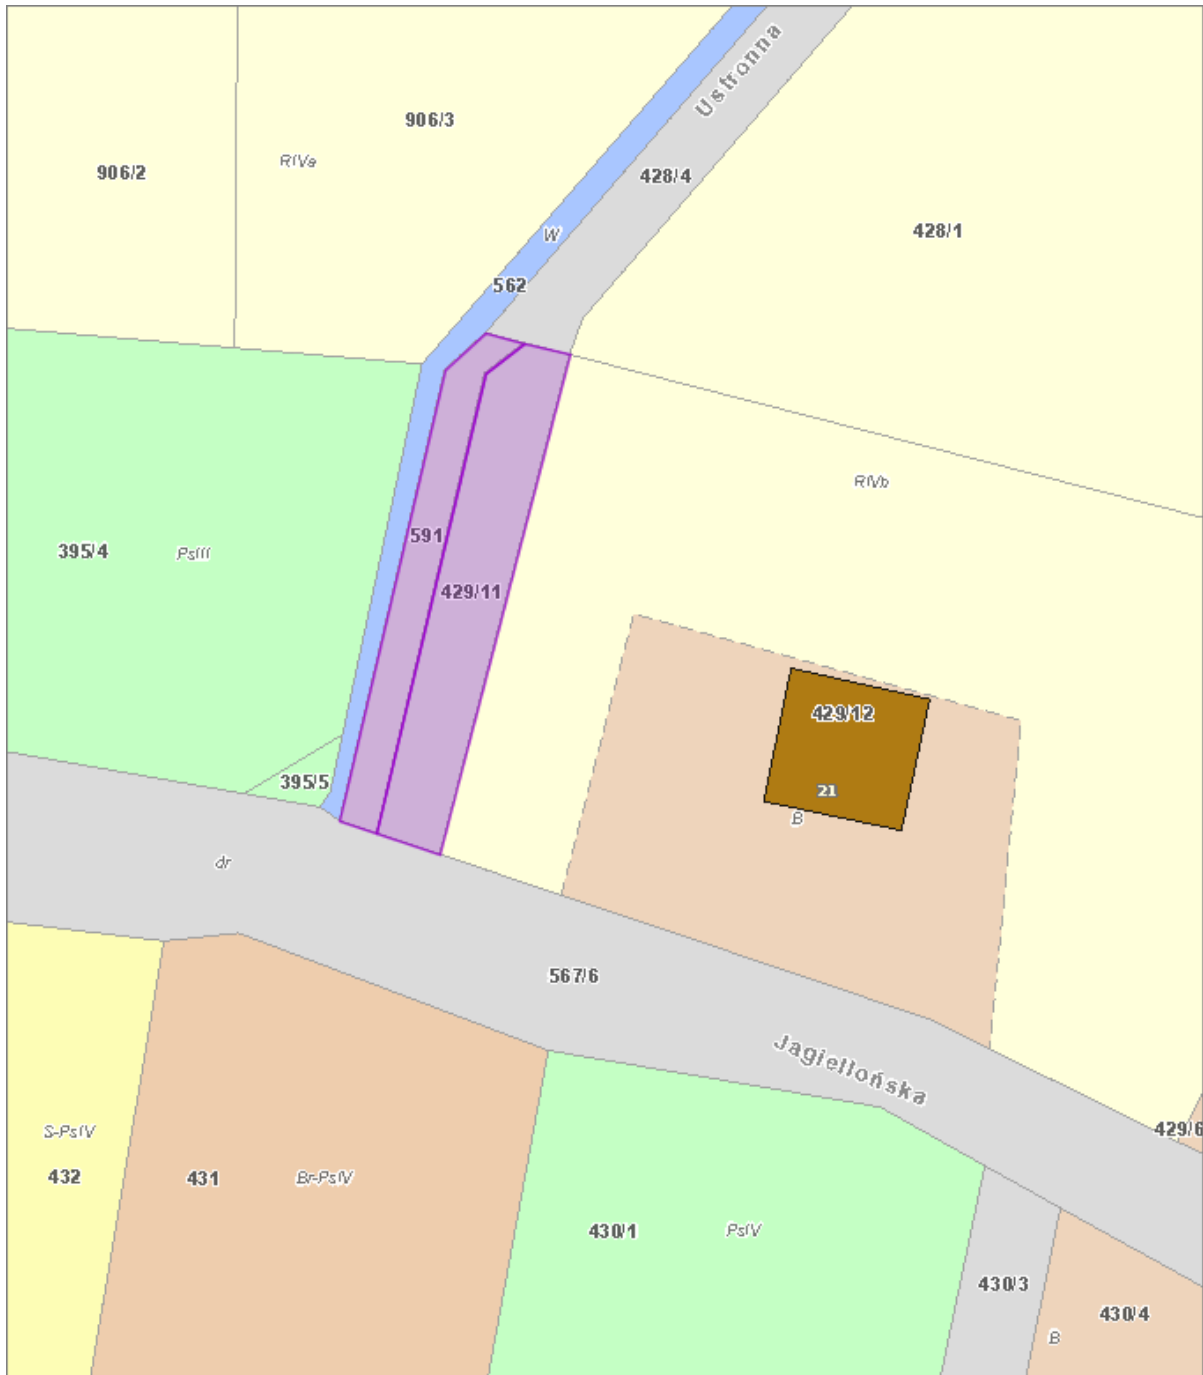 Ustronna
906/3
RIVa
906/2
428/4
428/1
W
562
RIVb
591
395/4
PsIII
429/11
429/12
395/5
21
B
dr
567/6
Jagiellońska
S-PsIV
429/6
432
431
Br-PsIV
430/1
PsIV
430/3
430/4
B